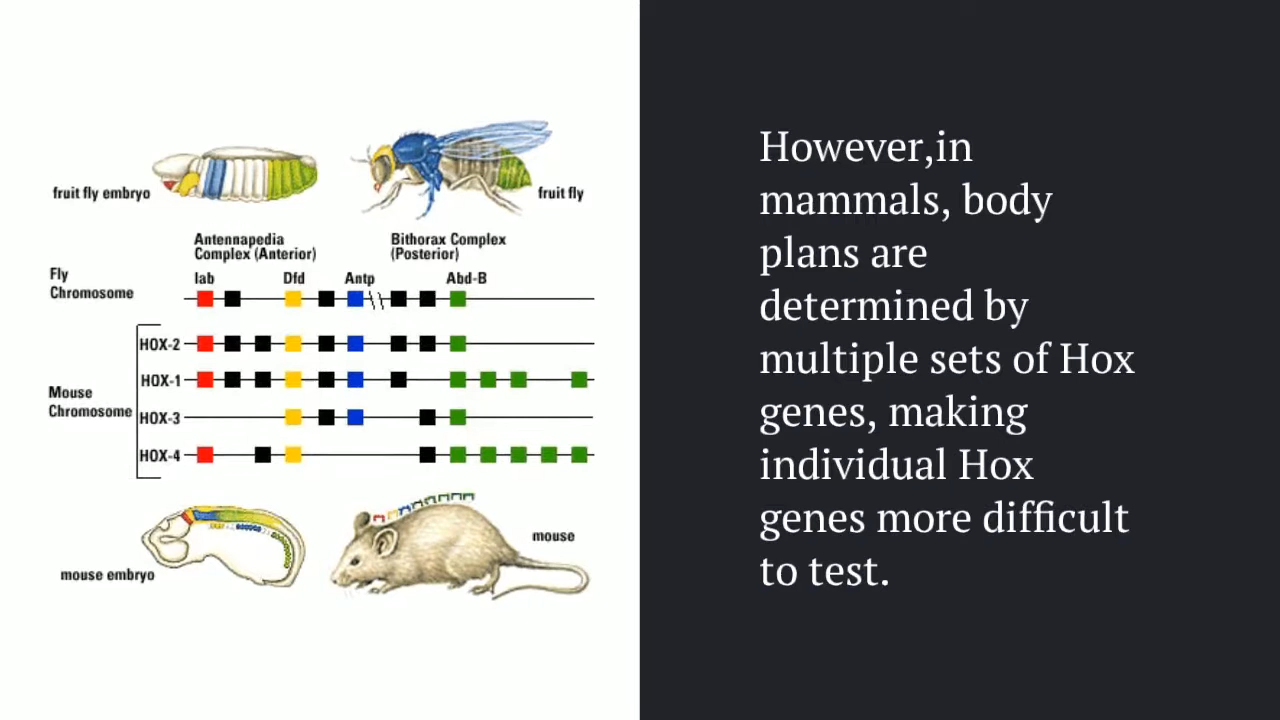 fruit fly embryo
fruit fly
Antennapedia
Complex (Anterior)
Bithorax Complex
(Posterior)
Fly
Chromosome
lab
Dfd
Antp
Abd-B
Mouse
Chromosome
HOX-2
HOX-1
HOX-3
HOX-4
mouse embryo
mouse
However,in
mammals, body
plans are
determined by
multiple sets of Hox
genes, making
individual Hox
genes more difficult
to test.